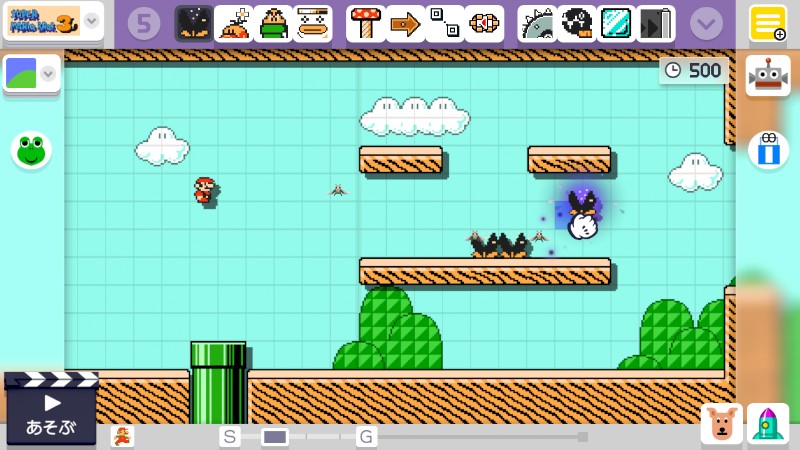 SUPER
MARIO BROS. 3
5
500
あそぶ
S
G